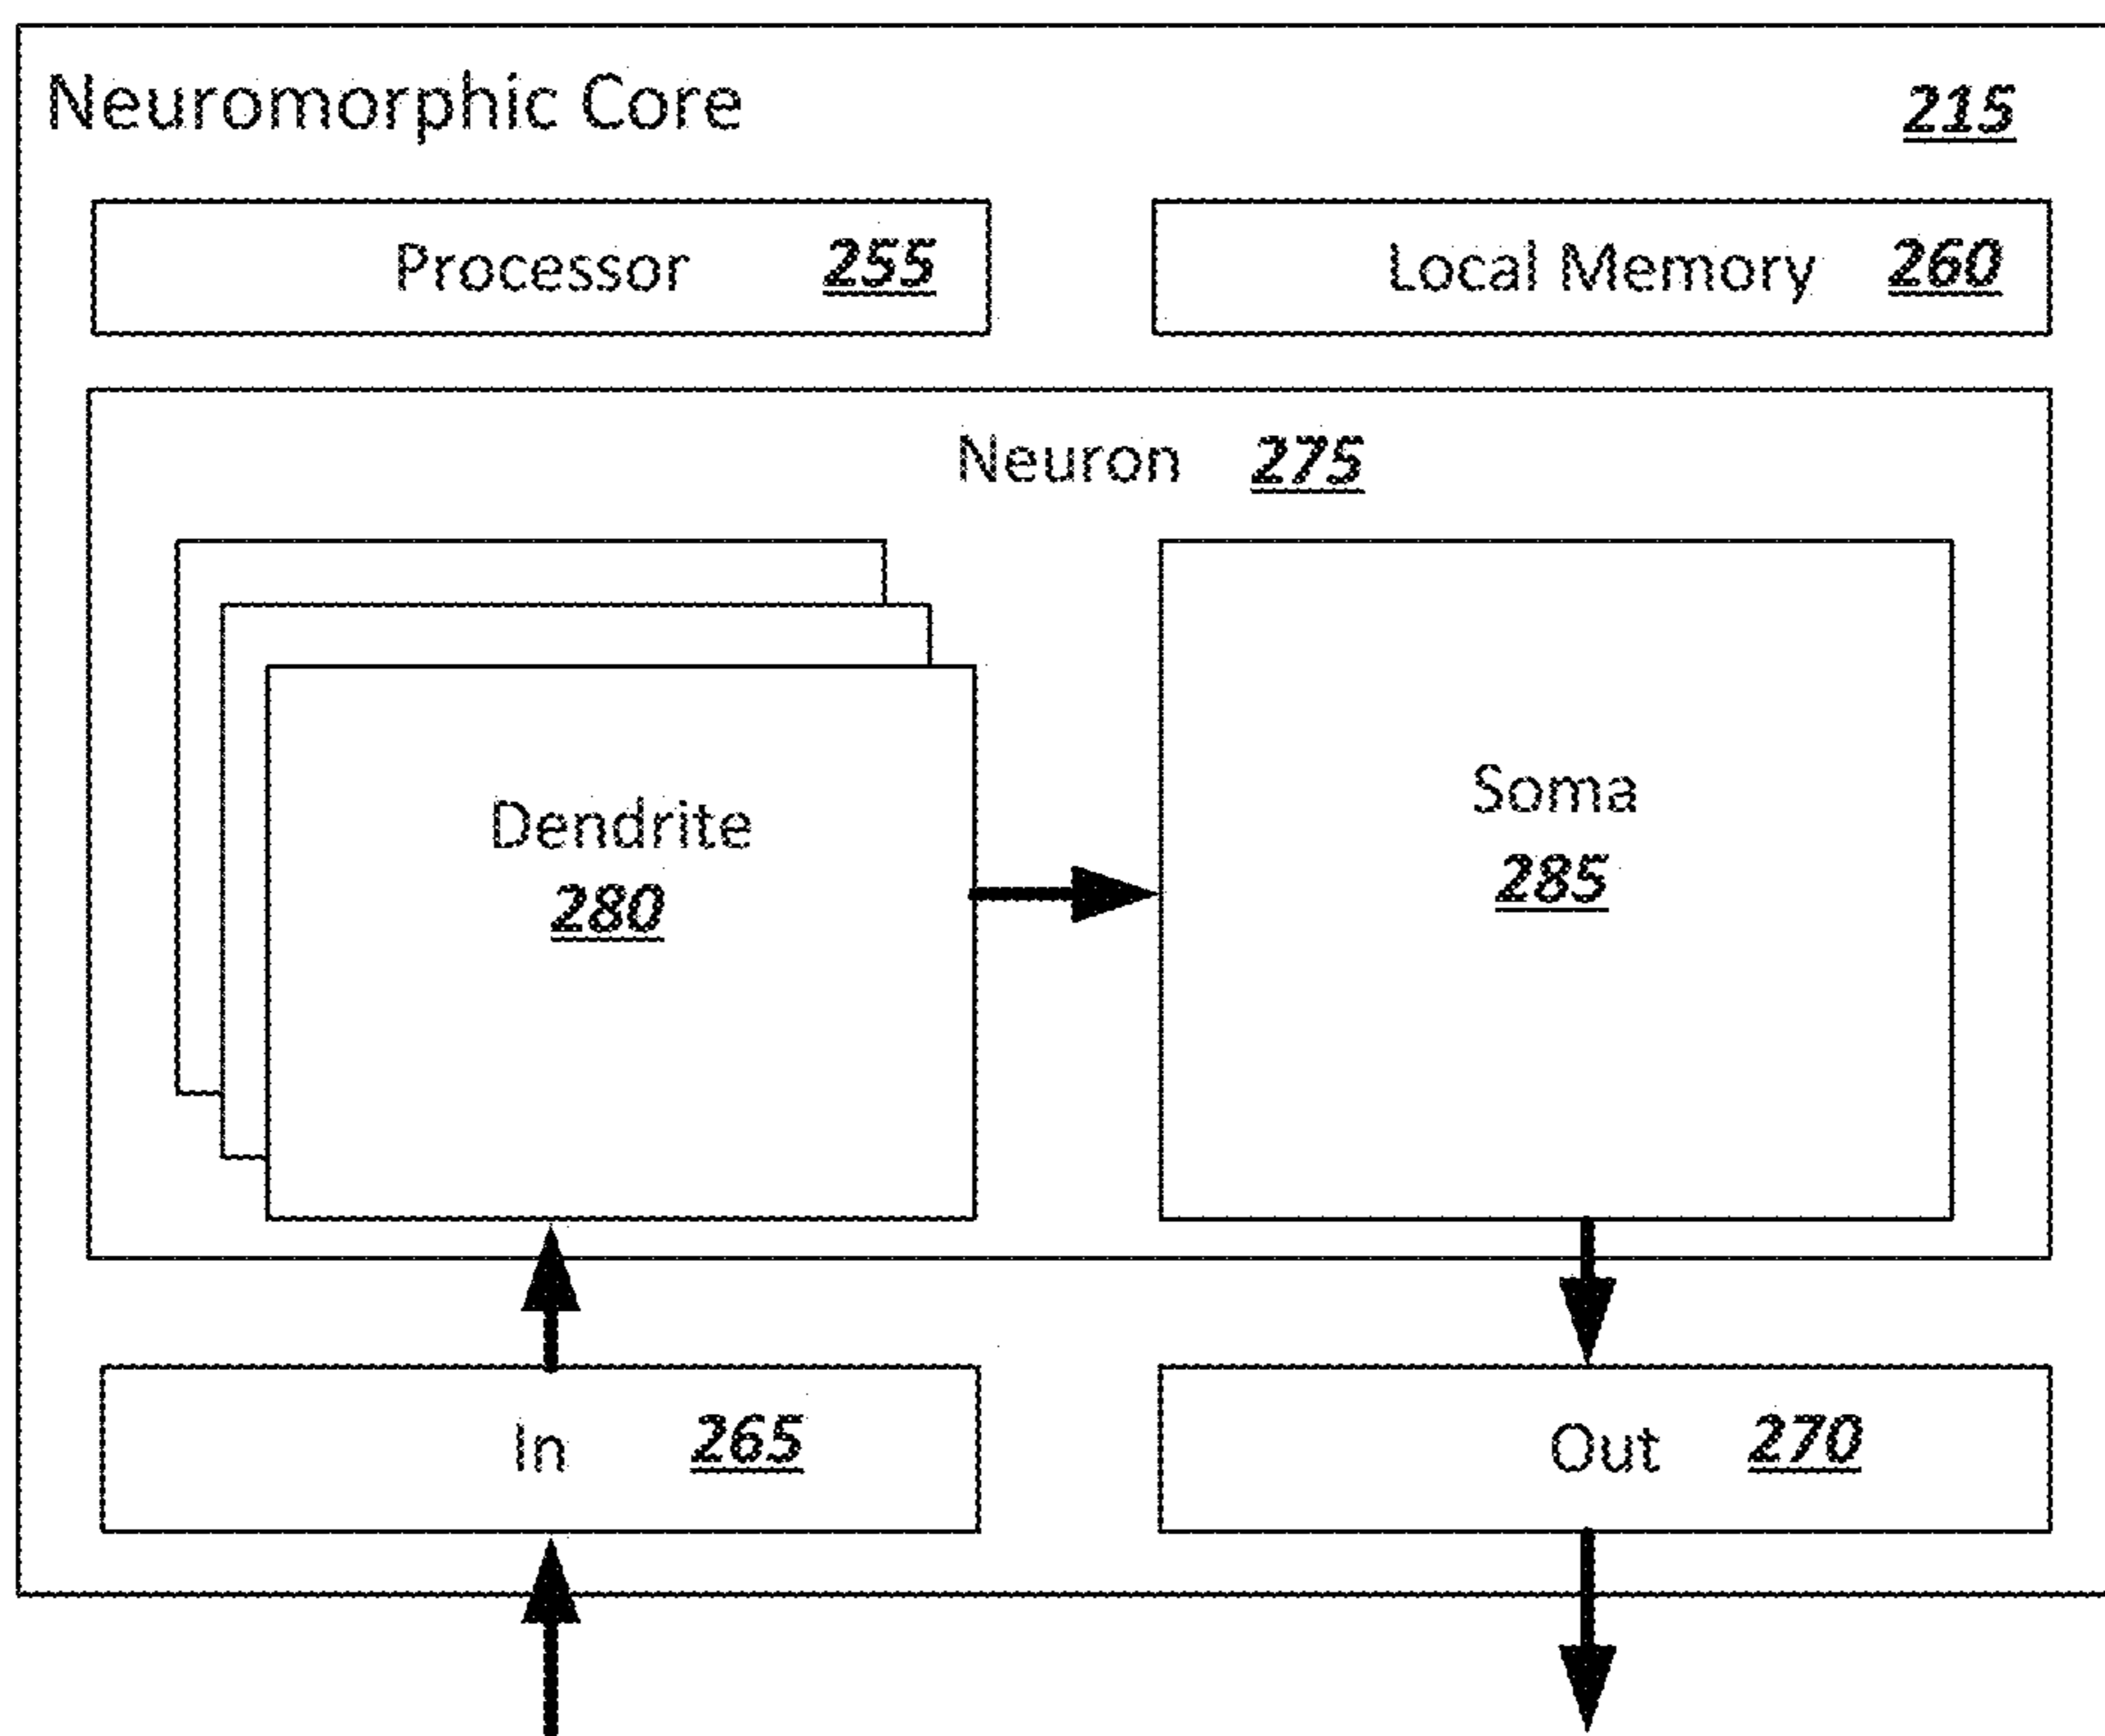 Neuromorphic Core 215
Processor 255
Local Memory 260
Neuron 275
Dendrite
280
Soma
285
In 265
Out 270